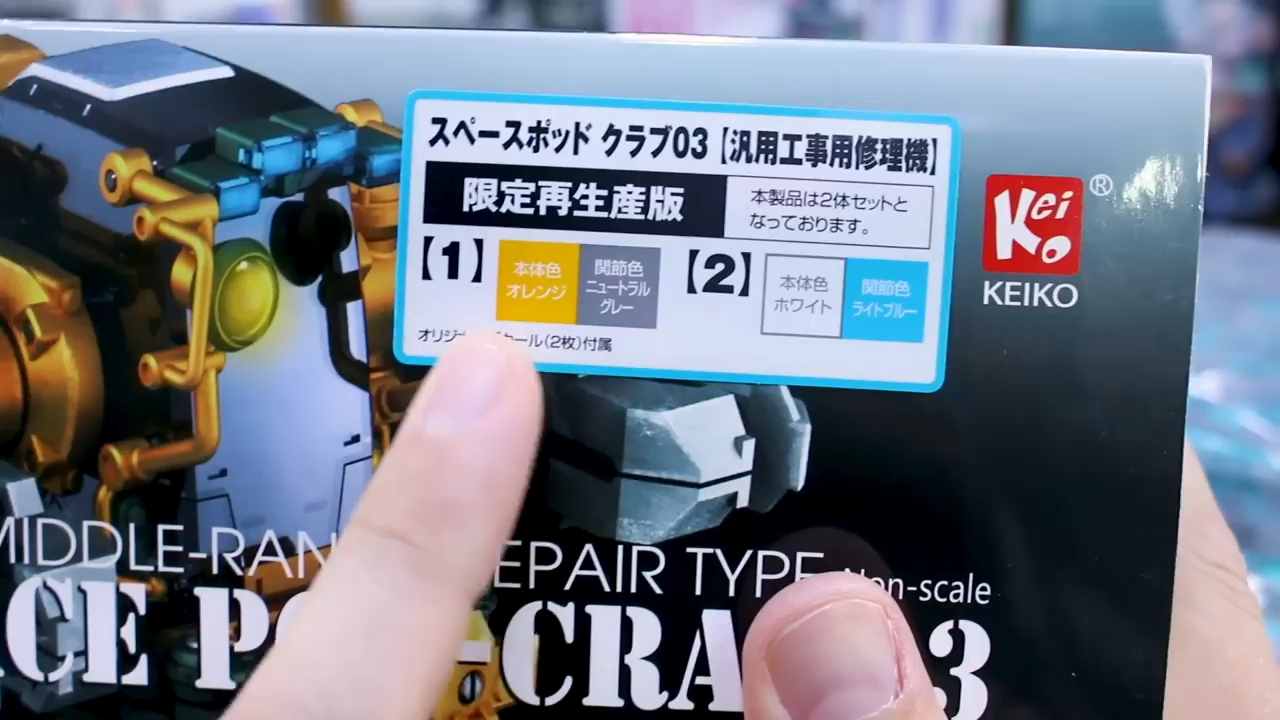 スペースポッド クラブ03【汎用工事用修理機】
限定再生産版
本製品は2体セットと
なっております。
【1】
本体色
オレンジ
関節色
ニュートラル
グレー
【2】
本体色
ホワイト
関節色
ライトブルー
オリジ ール(2枚)付属
Kei
Ko
®
KEIKO
MIDDLE-RAN EPAIR TYPE Non-scale
CE P -CRA 3